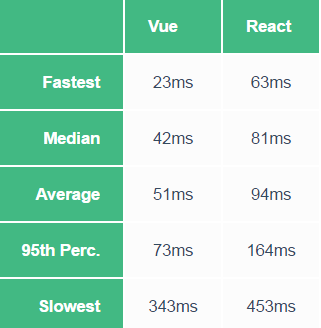 Vue React
Fastest 23ms 63ms
Median 42ms 81ms
Average 51ms 94ms
95th Perc. 73ms 164ms
Slowest 343ms 453ms